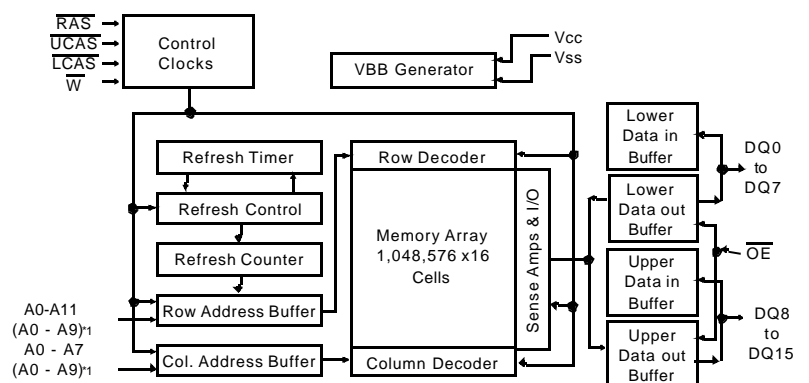 RAS
UCAS
LCAS
W
Control
Clocks
VBB Generator
Vcc
Vss
Refresh Timer
Refresh Control
Refresh Counter
Row Address Buffer
Col. Address Buffer
A0-A11
(A0 - A9)*1
A0 - A7
(A0 - A9)*1
Row Decoder
Memory Array
1,048,576 x16
Cells
Column Decoder
Sense Amps & I/O
Lower
Data in
Buffer
Lower
Data out
Buffer
Upper
Data in
Buffer
Upper
Data out
Buffer
DQ0
to
DQ7
OE
DQ8
to
DQ15